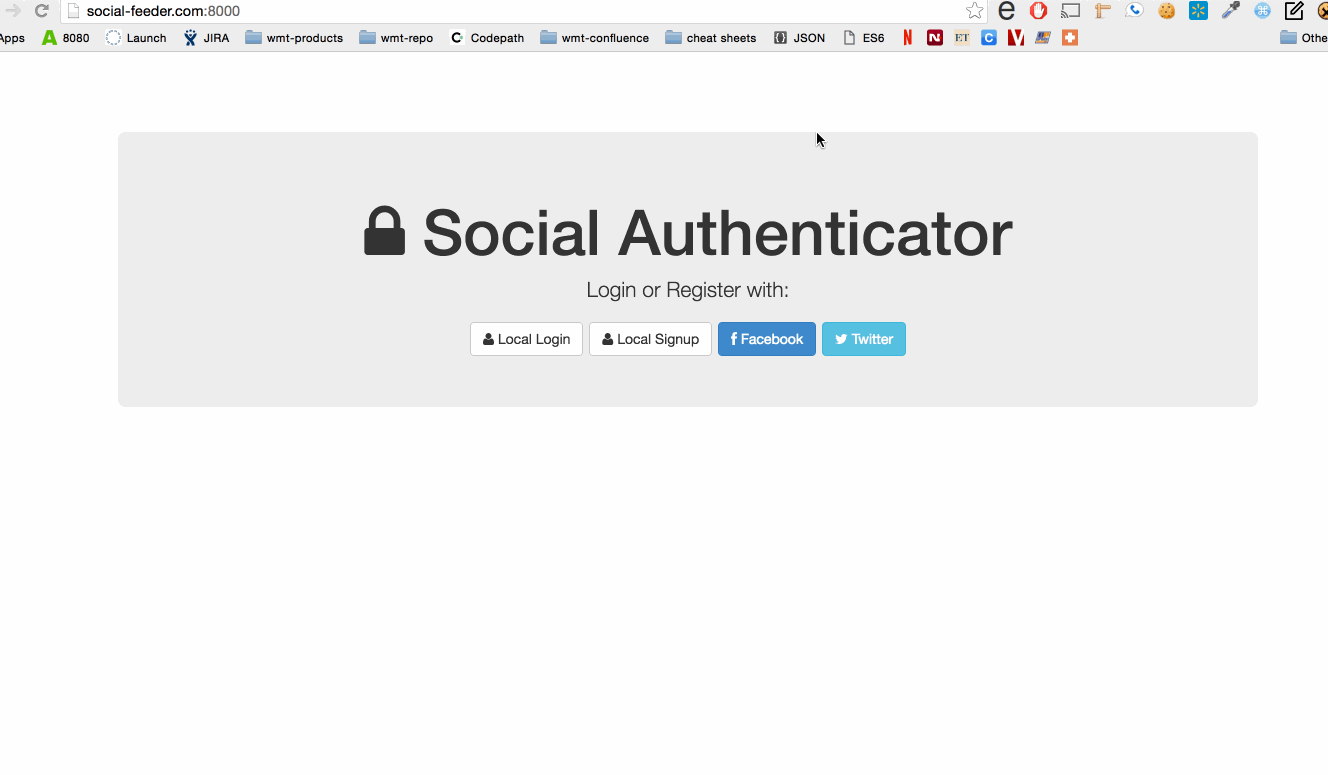 social-feeder.com:8000
Apps 8080 Launch JIRA wmt-products wmt-repo Codepath wmt-confluence cheat sheets JSON ES6 N N ET C V Othe
Social Authenticator
Login or Register with:
Local Login Local Signup Facebook Twitter